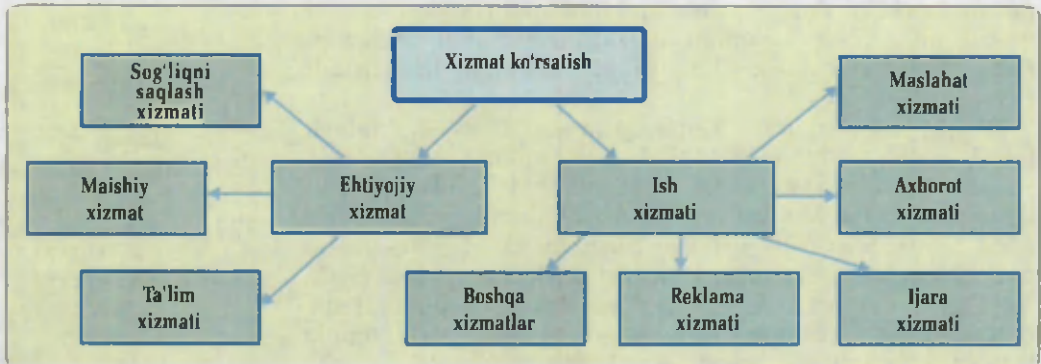 Xizmat ko'rsatish
Sog'liqni
saqlash
xizmati
Maslahat
xizmati
Maishiy
xizmat
Ehtiyojiy
xizmat
Ish
xizmati
Axborot
xizmati
Ta'lim
xizmati
Boshqa
xizmatlar
Reklama
xizmati
Ijara
xizmati